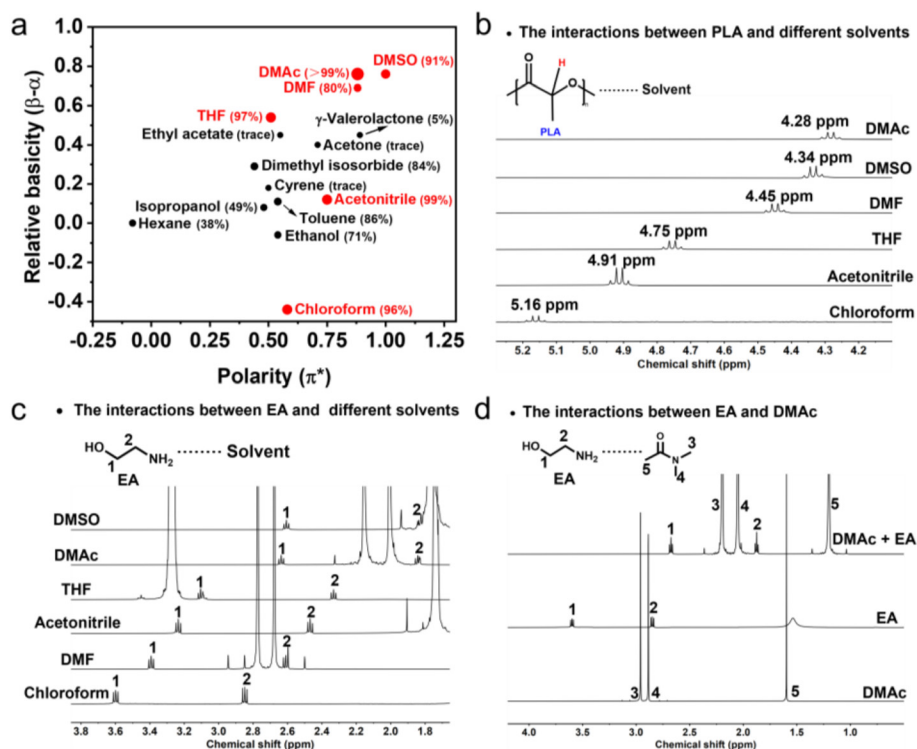 a
Relative basicity (β-α)
1.0
0.8
0.6
0.4
0.2
0.0
-0.2
-0.4
DMSO (91%)
DMAc (>99%)
DMF (80%)
THF (97%)
γ-Valerolactone (5%)
Ethyl acetate (trace)
Acetone (trace)
Dimethyl isosorbide (84%)
Cyrene (trace)
Acetonitrile (99%)
Isopropanol (49%)
Toluene (86%)
Hexane (38%)
Ethanol (71%)
Chloroform (96%)
-0.25 0.00 0.25 0.50 0.75 1.00 1.25
Polarity (π*)
b
• The interactions between PLA and different solvents
O
H
O
n
PLA
Solvent
4.28 ppm
DMAc
4.34 ppm
DMSO
4.45 ppm
DMF
4.75 ppm
THF
4.91 ppm
Acetonitrile
5.16 ppm
Chloroform
5.2 5.1 5.0 4.9 4.8 4.7 4.6 4.5 4.4 4.3 4.2
Chemical shift (ppm)
c
• The interactions between EA and different solvents
HO
2
1
NH2
EA
Solvent
DMSO
1
2
DMAc
1
2
THF
1
2
Acetonitrile
1
2
DMF
1
2
Chloroform
1
2
3.8 3.6 3.4 3.2 3.0 2.8 2.6 2.4 2.2 2.0 1.8
Chemical shift (ppm)
d
• The interactions between EA and DMAc
HO
2
1
NH2
EA
O
3
N
5
4
1
3
4
2
5
DMAc + EA
1
2
EA
3
4
5
DMAc
4.0 3.5 3.0 2.5 2.0 1.5 1.0
Chemical shift (ppm)